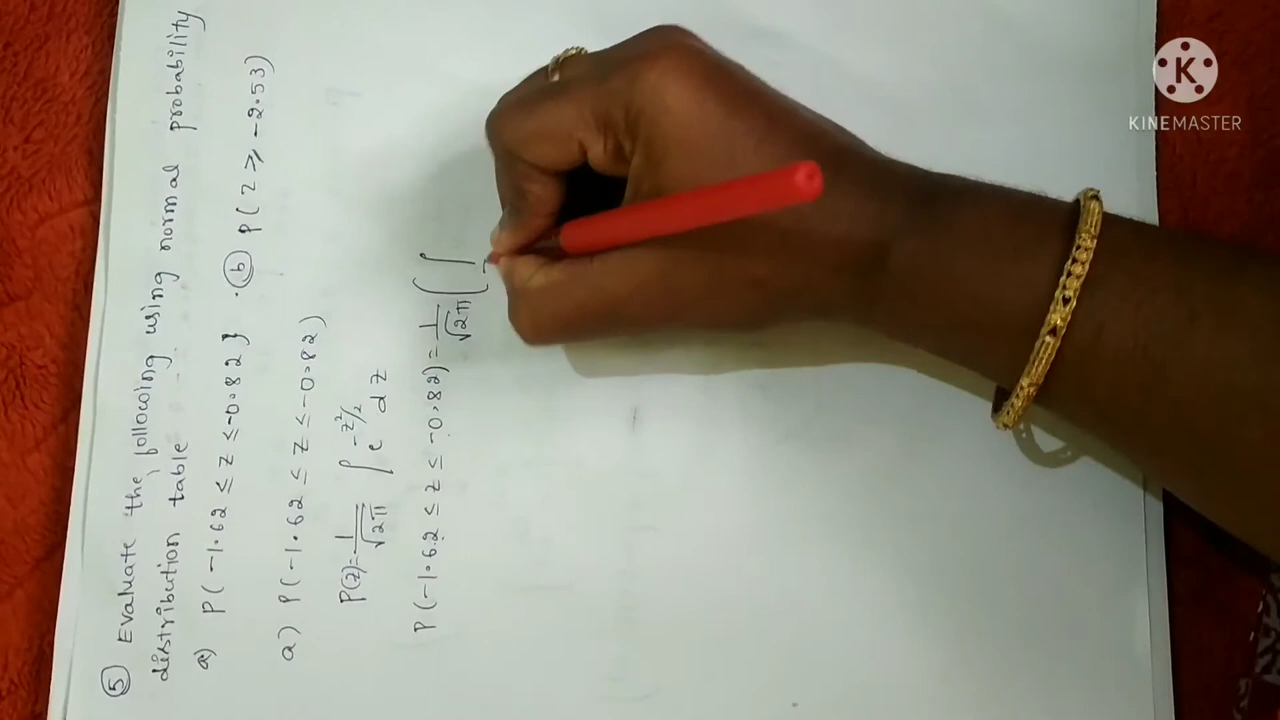 ⑤ Evaluate the following using normal probability
distribution table
a) P(-1.62 ≤ z ≤ -0.82} . ⓑ P(z ≥ -2.53)
a) P(-1.62 ≤ z ≤ -0.82)
P(z)= 1/√2π ∫ e^-z²/2 dz
P(-1.62 ≤ z ≤ -0.82) = 1/√2π [∫
K
KINEMASTER